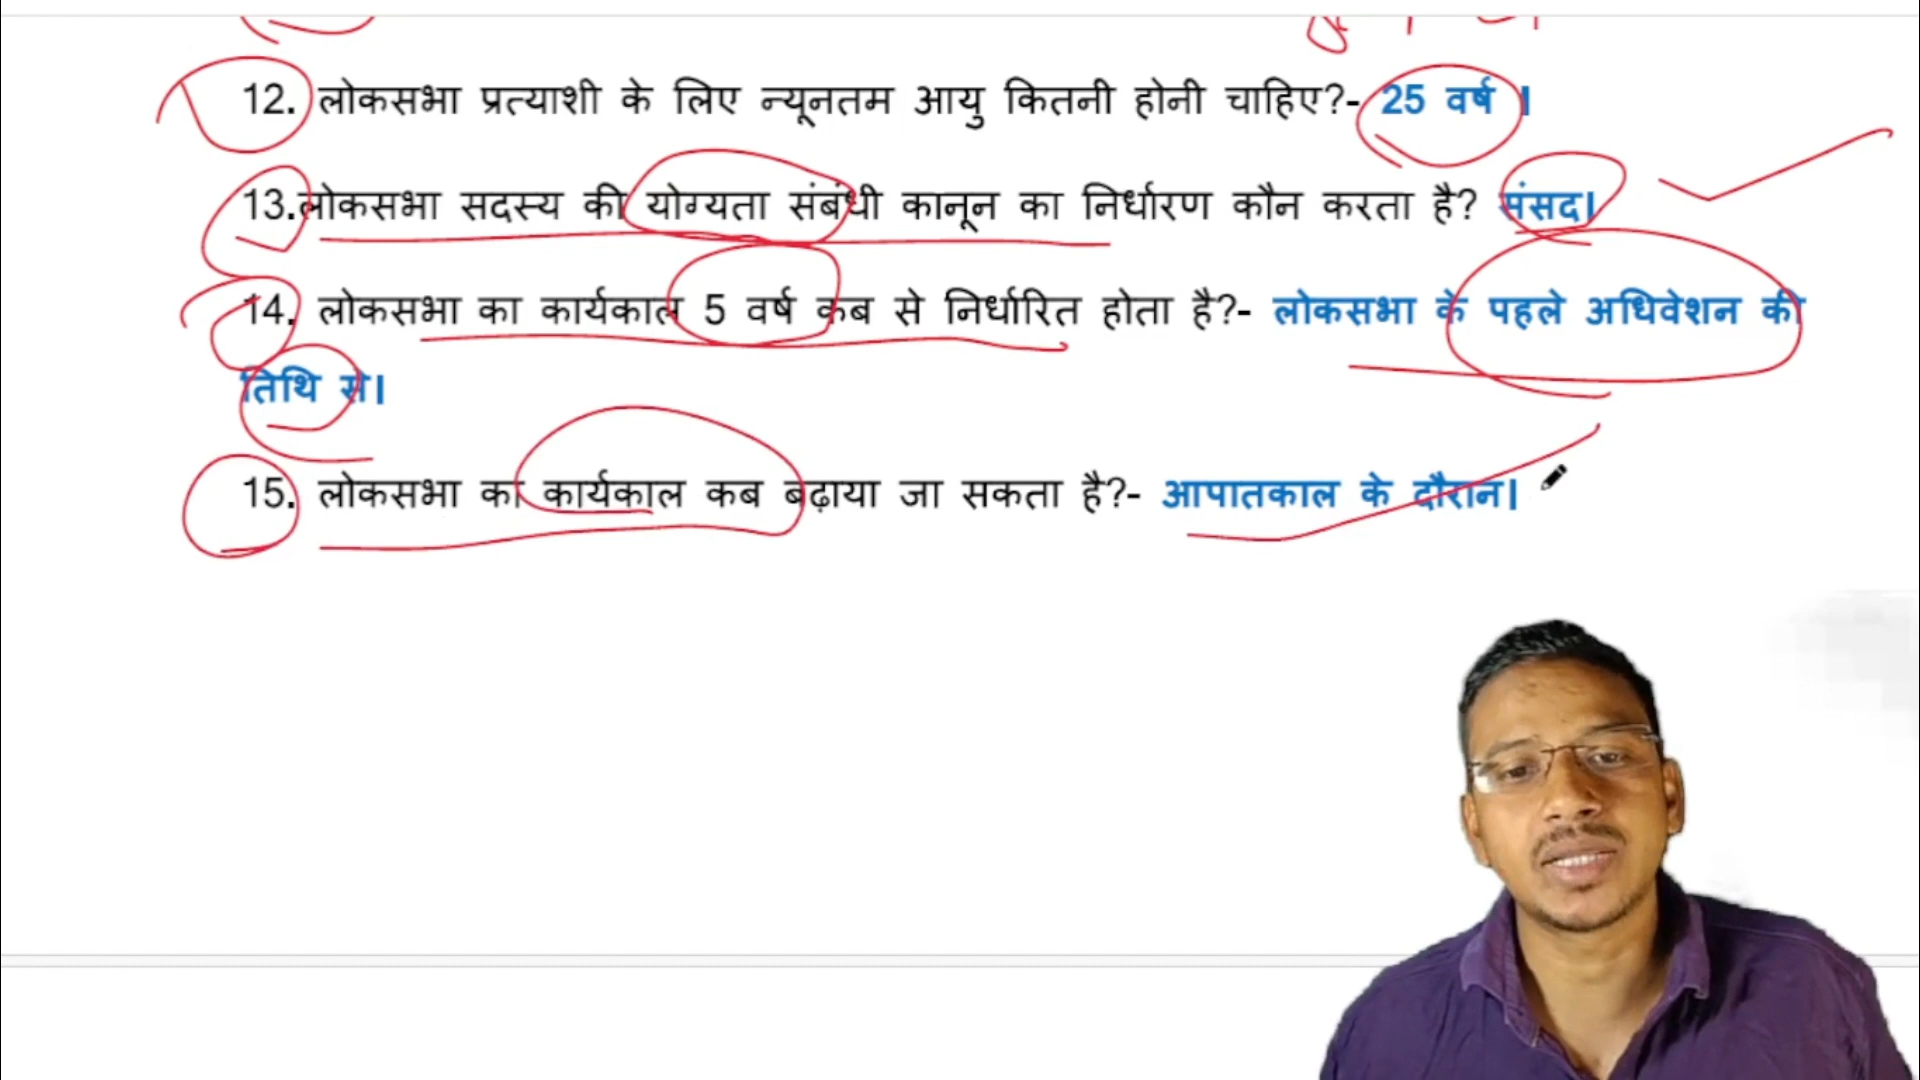 12. लोकसभा प्रत्याशी के लिए न्यूनतम आयु कितनी होनी चाहिए?- 25 वर्ष ।
13.लोकसभा सदस्य की योग्यता संबंधी कानून का निर्धारण कौन करता है? संसद।
14. लोकसभा का कार्यकाल 5 वर्ष कब से निर्धारित होता है?- लोकसभा के पहले अधिवेशन की
तिथि से।
15. लोकसभा का कार्यकाल कब बढ़ाया जा सकता है?- आपातकाल के दौरान।